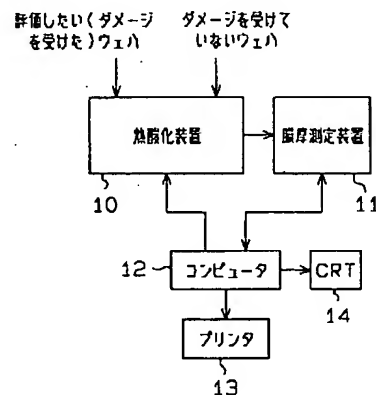 評価したい(ダメージ
を受けた)ウェハ
ダメージを受けて
いないウェハ
熱酸化装置
膜厚測定装置
10
11
12
コンピュータ
CRT
14
プリンタ
13